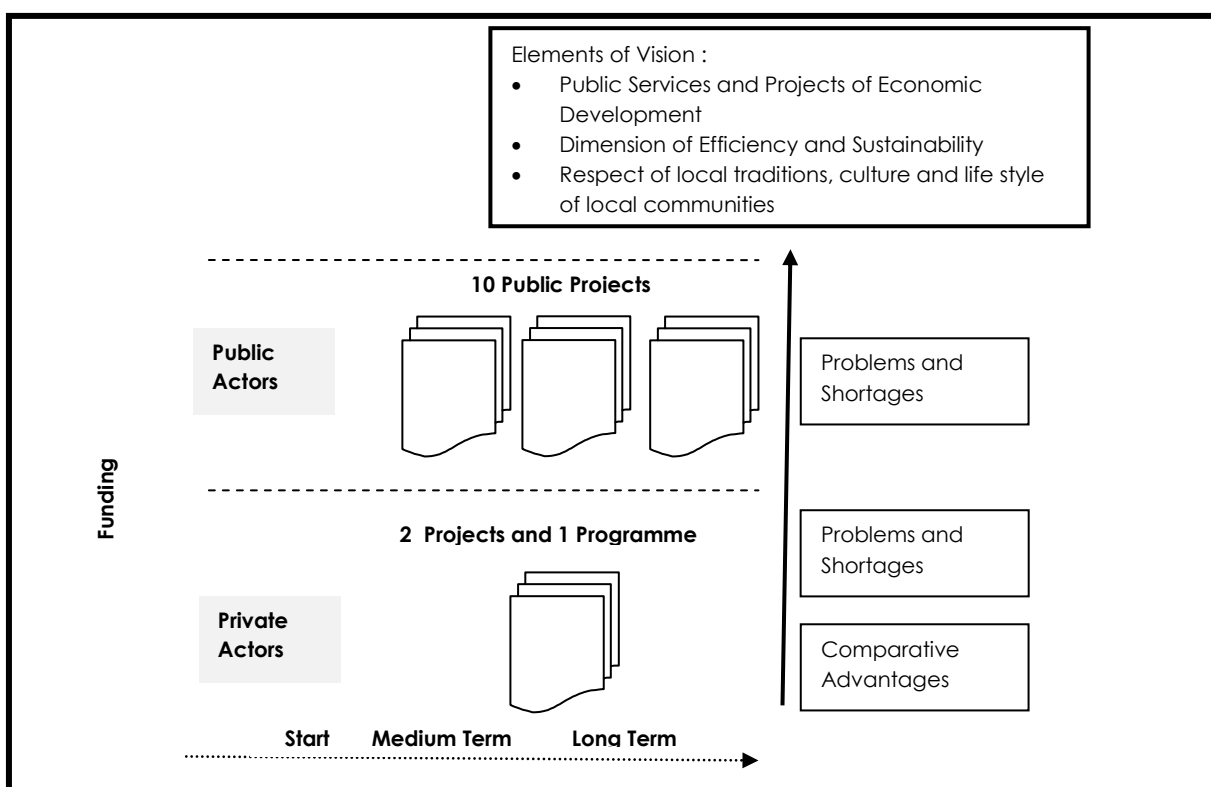 Elements of Vision :
• Public Services and Projects of Economic
Development
• Dimension of Efficiency and Sustainability
• Respect of local traditions, culture and life style
of local communities
10 Public Projects
Public
Actors
Problems and
Shortages
Funding
2 Projects and 1 Programme
Problems and
Shortages
Private
Actors
Comparative
Advantages
Start Medium Term Long Term